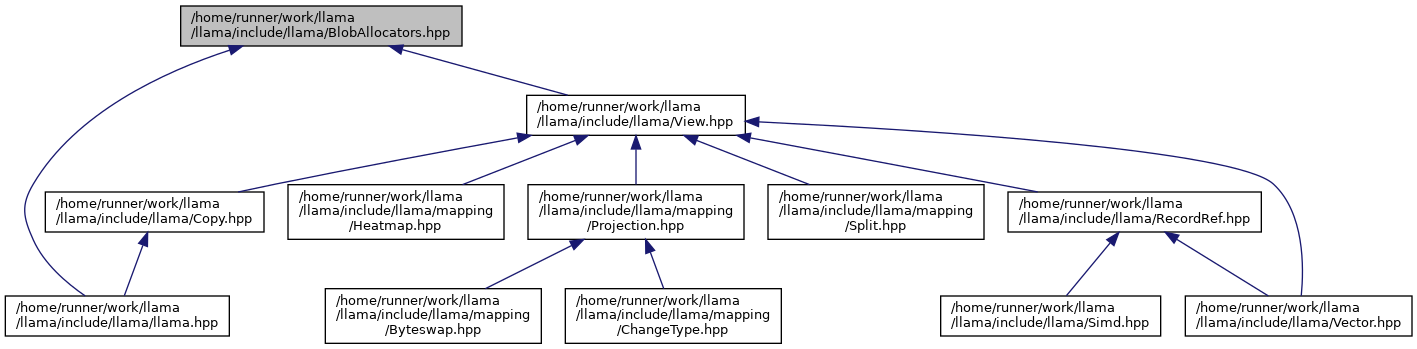 /home/runner/work/llama
/llama/include/llama/BlobAllocators.hpp
/home/runner/work/llama
/llama/include/llama/View.hpp
/home/runner/work/llama
/llama/include/llama/Copy.hpp
/home/runner/work/llama
/llama/include/llama/mapping
/Heatmap.hpp
/home/runner/work/llama
/llama/include/llama/mapping
/Projection.hpp
/home/runner/work/llama
/llama/include/llama/mapping
/Split.hpp
/home/runner/work/llama
/llama/include/llama/RecordRef.hpp
/home/runner/work/llama
/llama/include/llama/llama.hpp
/home/runner/work/llama
/llama/include/llama/mapping
/Byteswap.hpp
/home/runner/work/llama
/llama/include/llama/mapping
/ChangeType.hpp
/home/runner/work/llama
/llama/include/llama/Simd.hpp
/home/runner/work/llama
/llama/include/llama/Vector.hpp